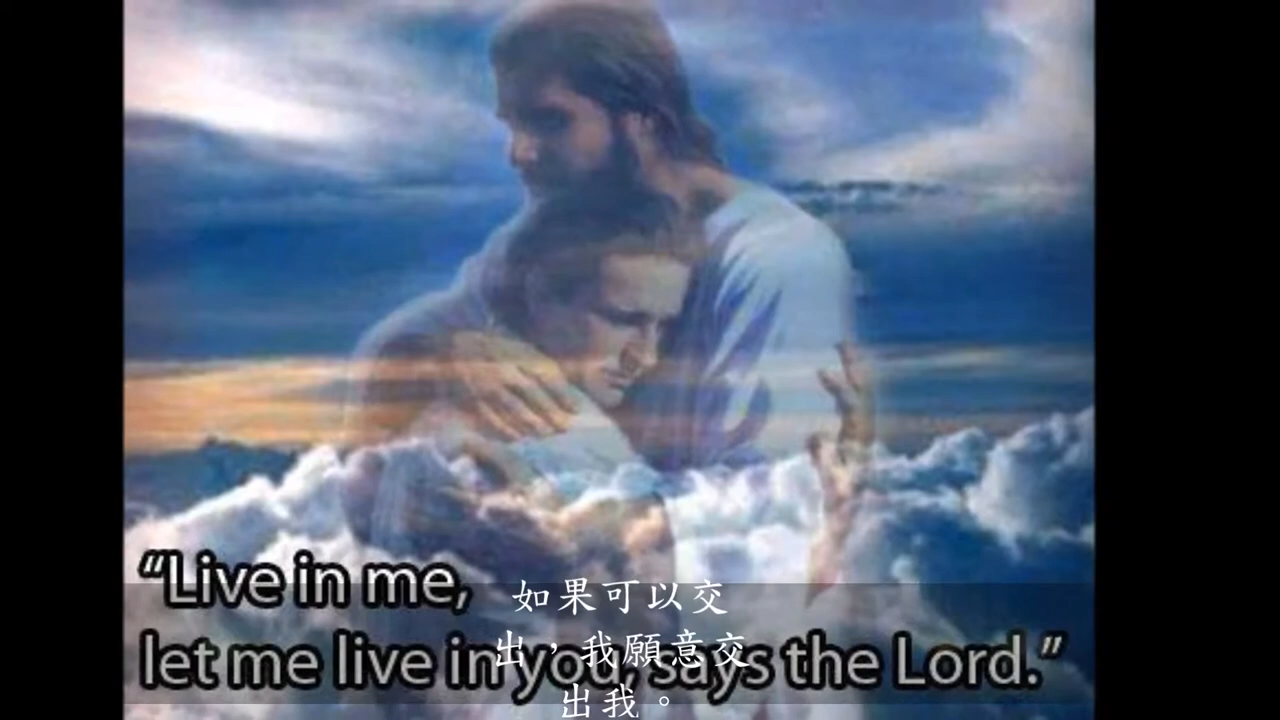 “Live in me,
let me live in you, says the Lord.”
如果可以交
出，我願意交
出我。